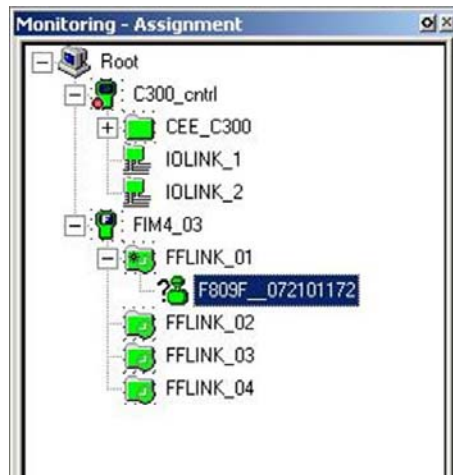 Monitoring - Assignment
Root
C300_cntrl
CEE_C300
IOLINK_1
IOLINK_2
FIM4_03
FFLINK_01
F809F__072101172
FFLINK_02
FFLINK_03
FFLINK_04